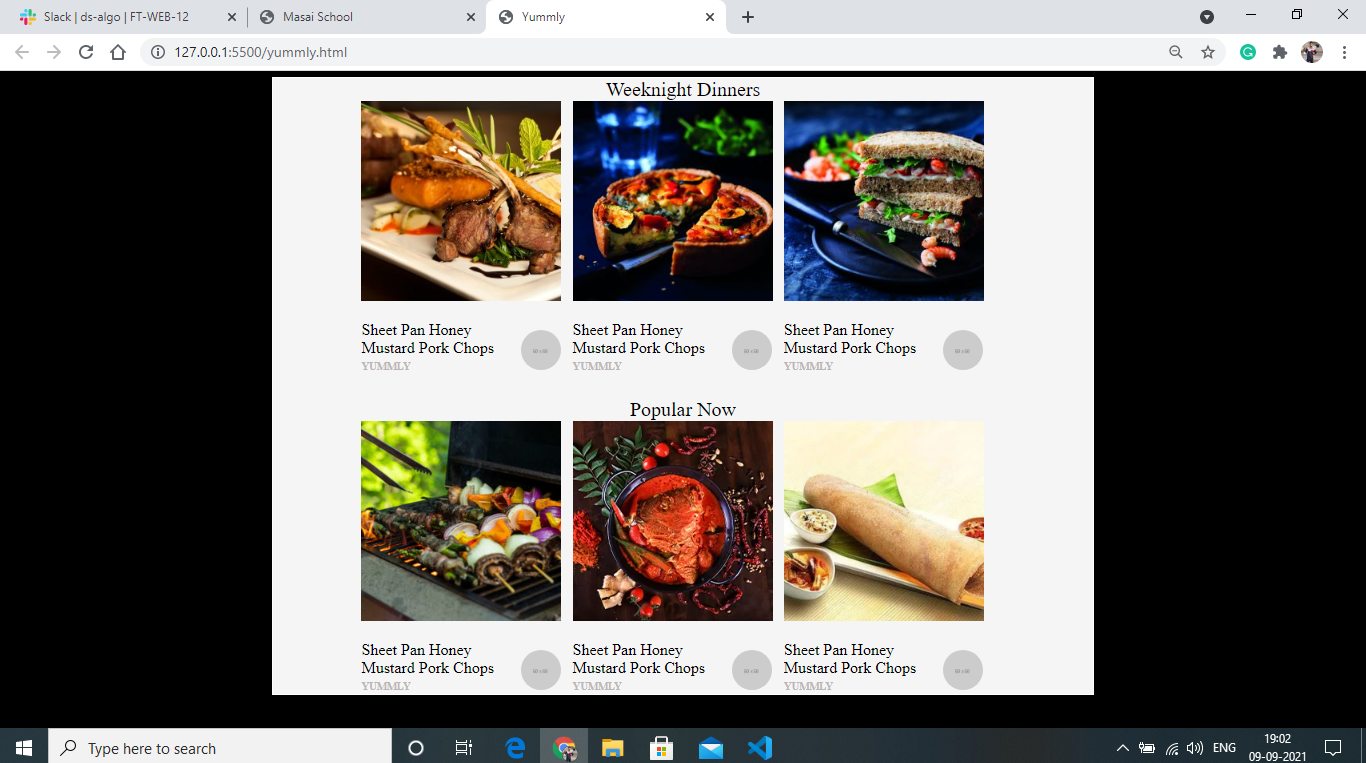 Slack | ds-algo | FT-WEB-12
Masai School
Yummly
127.0.0.1:5500/yummly.html
Weeknight Dinners
Sheet Pan Honey
Mustard Pork Chops
YUMMLY
Sheet Pan Honey
Mustard Pork Chops
YUMMLY
Sheet Pan Honey
Mustard Pork Chops
YUMMLY
Popular Now
Sheet Pan Honey
Mustard Pork Chops
YUMMLY
Sheet Pan Honey
Mustard Pork Chops
YUMMLY
Sheet Pan Honey
Mustard Pork Chops
YUMMLY
Type here to search
ENG
19:02
09-09-2021